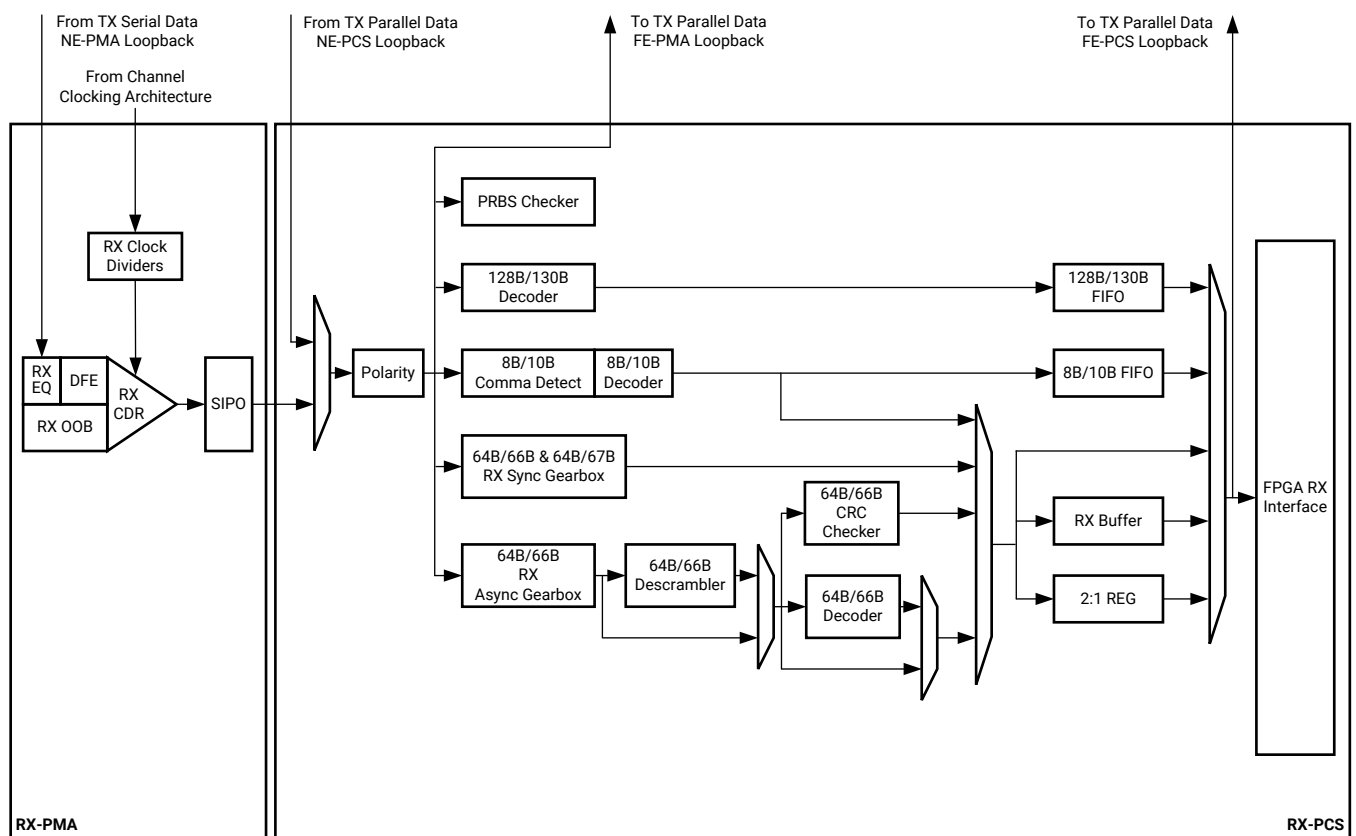 From TX Serial Data
NE-PMA Loopback
From TX Parallel Data
NE-PCS Loopback
To TX Parallel Data
FE-PMA Loopback
To TX Parallel Data
FE-PCS Loopback
From Channel
Clocking Architecture
RX Clock
Dividers
RX
EQ
DFE
RX
CDR
RX OOB
SIPO
Polarity
PRBS Checker
128B/130B
Decoder
128B/130B
FIFO
8B/10B
Comma Detect
8B/10B
Decoder
8B/10B FIFO
64B/66B & 64B/67B
RX Sync Gearbox
64B/66B
CRC
Checker
RX Buffer
64B/66B
RX
Async Gearbox
64B/66B
Descrambler
64B/66B
Decoder
2:1 REG
FPGA RX
Interface
RX-PMA
RX-PCS